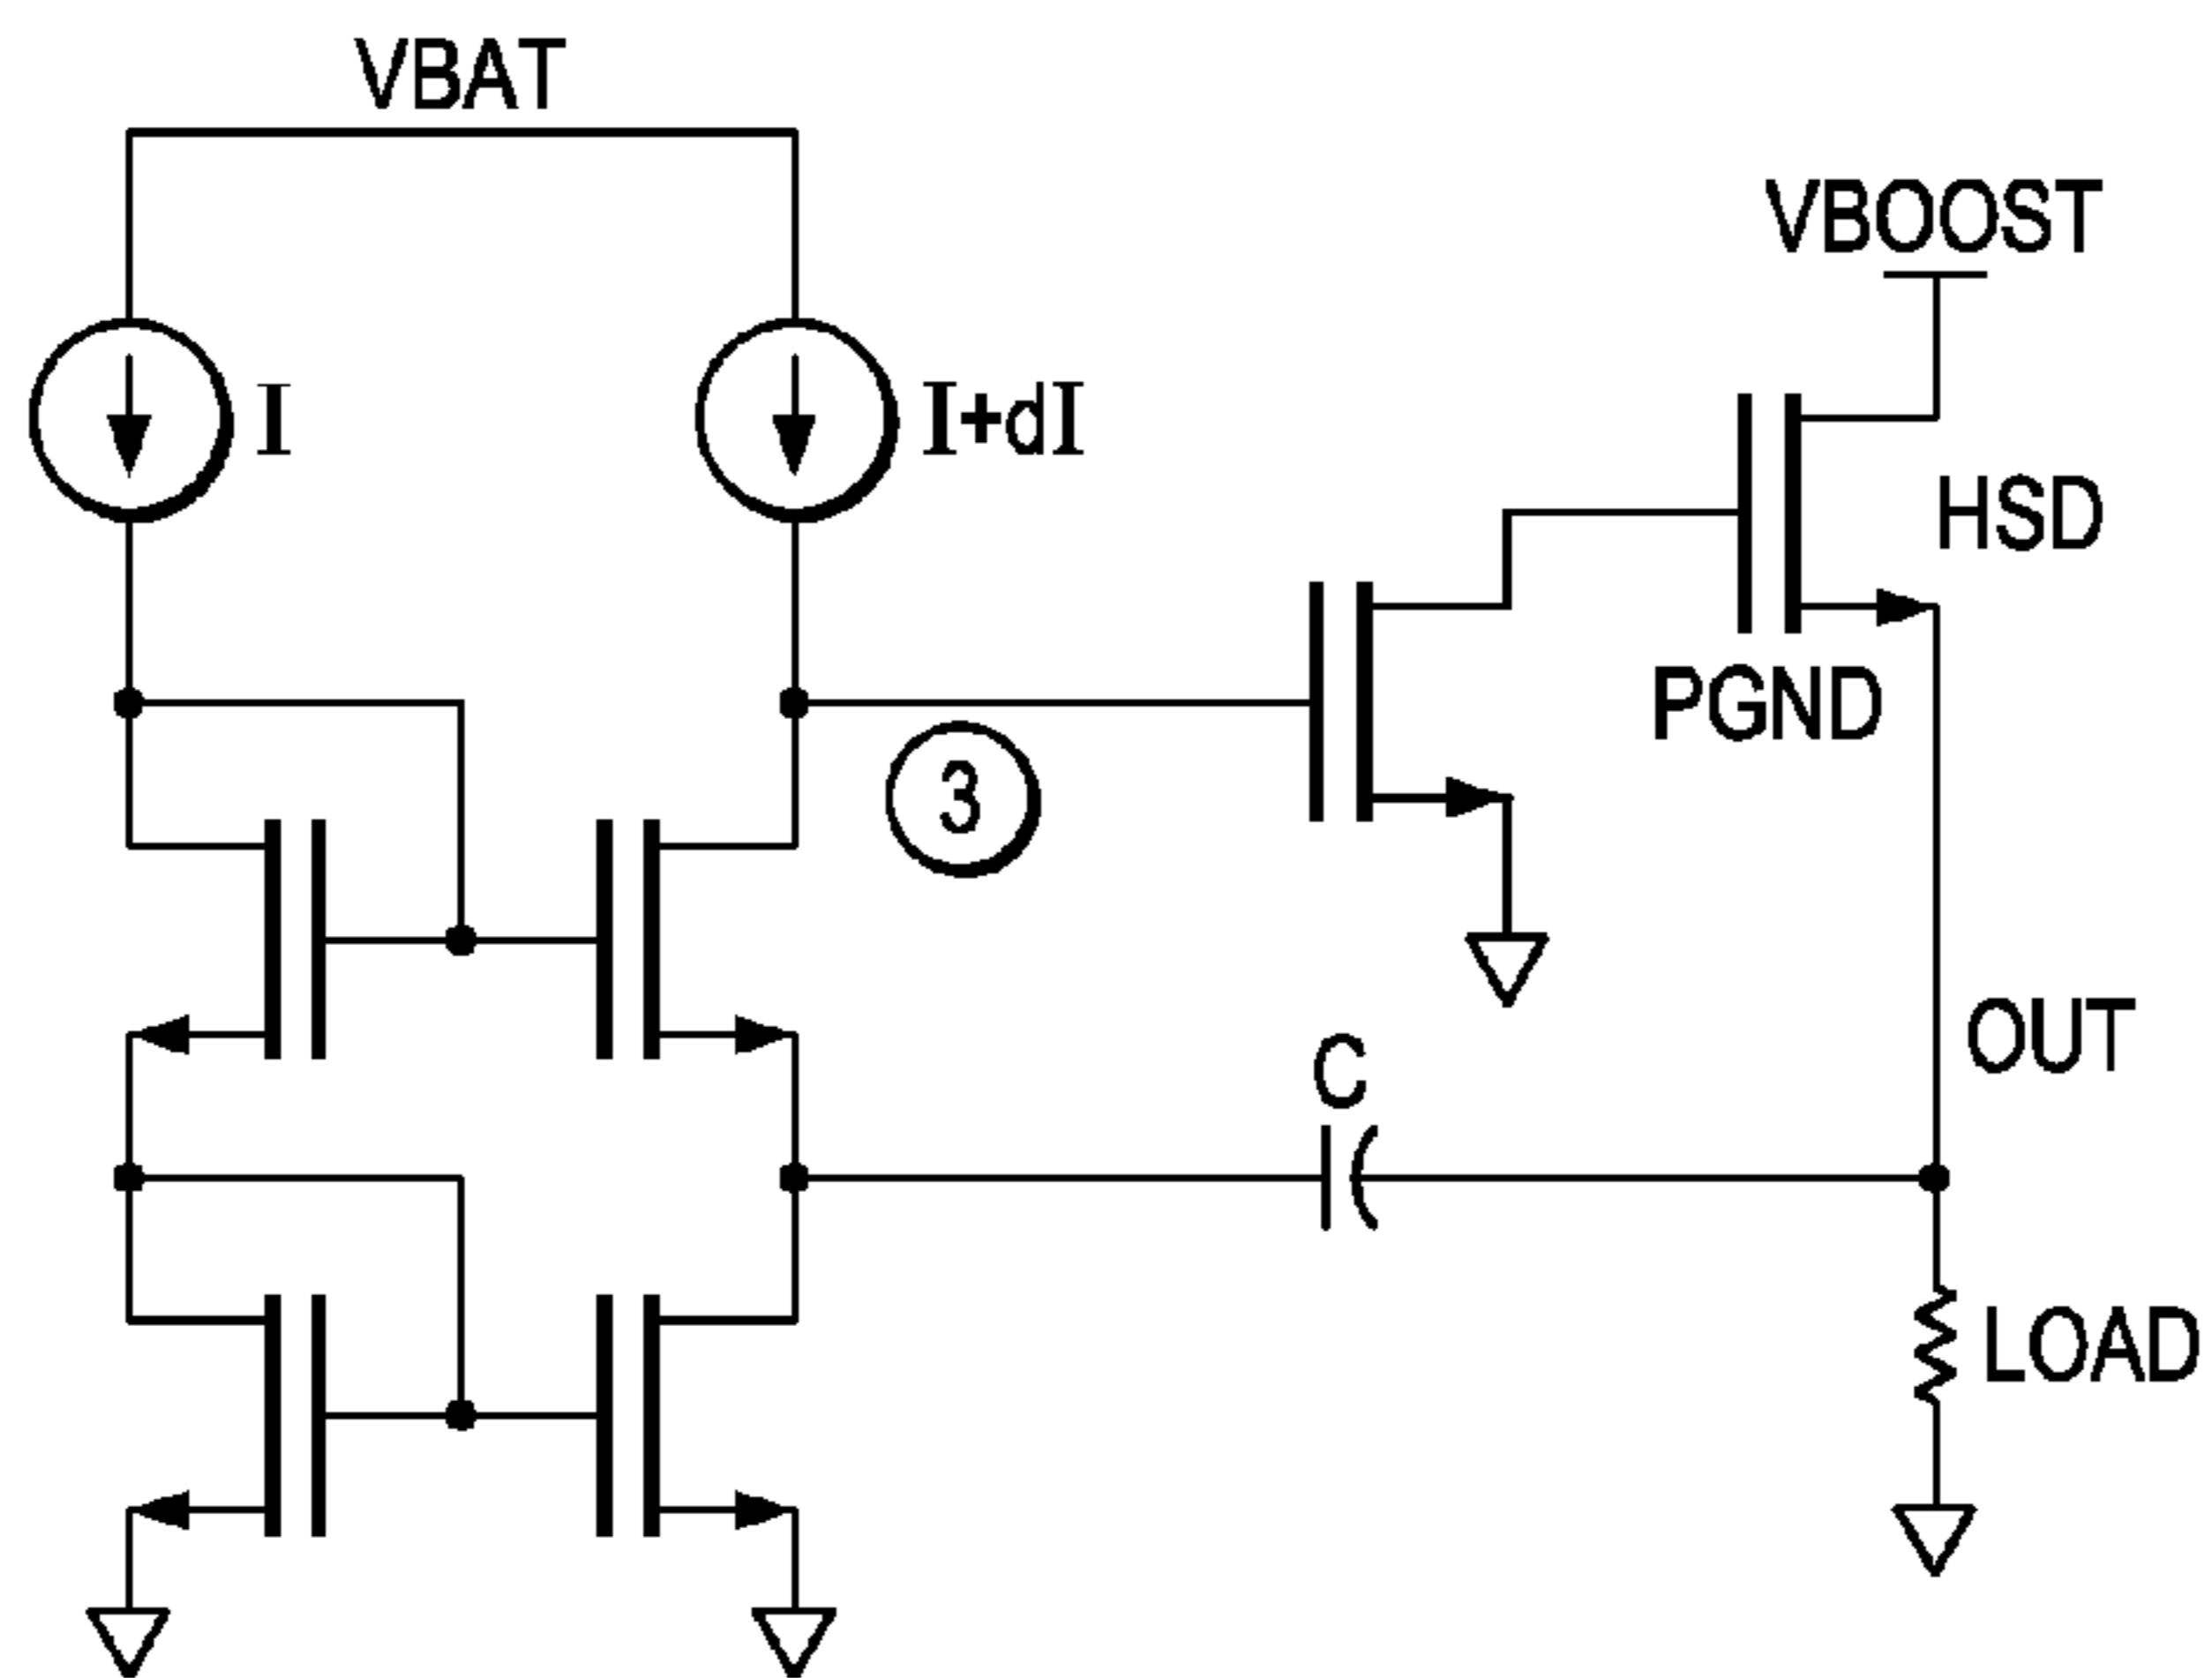 VBAT
VBOOST
I
I+dI
HSD
PGND
3
OUT
C
LOAD